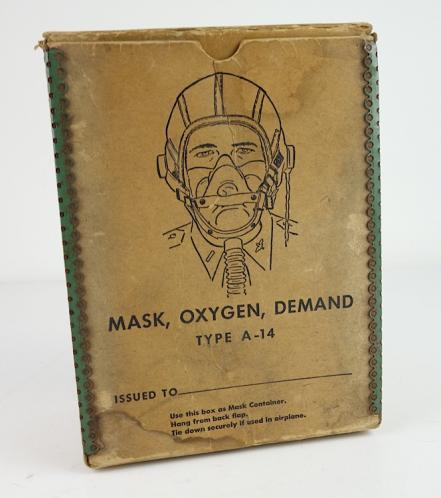 MASK, OXYGEN, DEMAND
TYPE A-14
ISSUED TO
Use this box as Mask Container.
Hang from back flap.
Tie down securely if used in airplane.